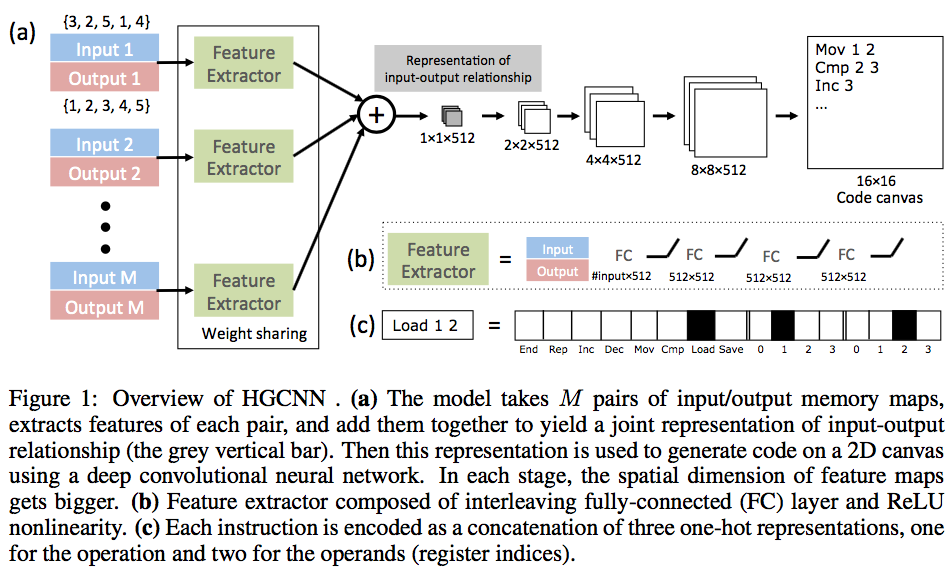 (a)
{3, 2, 5, 1, 4}
Input 1
Output 1
{1, 2, 3, 4, 5}
Input 2
Output 2
Input M
Output M
Feature
Extractor
Feature
Extractor
Feature
Extractor
Weight sharing
+
Representation of
input-output relationship
1×1×512
2×2×512
4×4×512
8×8×512
Mov 1 2
Cmp 2 3
Inc 3
...
16×16
Code canvas
(b)
Feature
Extractor
=
Input
Output
FC FC FC FC
#input×512 512×512 512×512 512×512
(c)
Load 1 2
=
End Rep Inc Dec Mov Cmp Load Save 0 1 2 3 0 1 2 3
Figure 1: Overview of HGCNN . (a) The model takes M pairs of input/output memory maps,
extracts features of each pair, and add them together to yield a joint representation of input-output
relationship (the grey vertical bar). Then this representation is used to generate code on a 2D canvas
using a deep convolutional neural network. In each stage, the spatial dimension of feature maps
gets bigger. (b) Feature extractor composed of interleaving fully-connected (FC) layer and ReLU
nonlinearity. (c) Each instruction is encoded as a concatenation of three one-hot representations, one
for the operation and two for the operands (register indices).